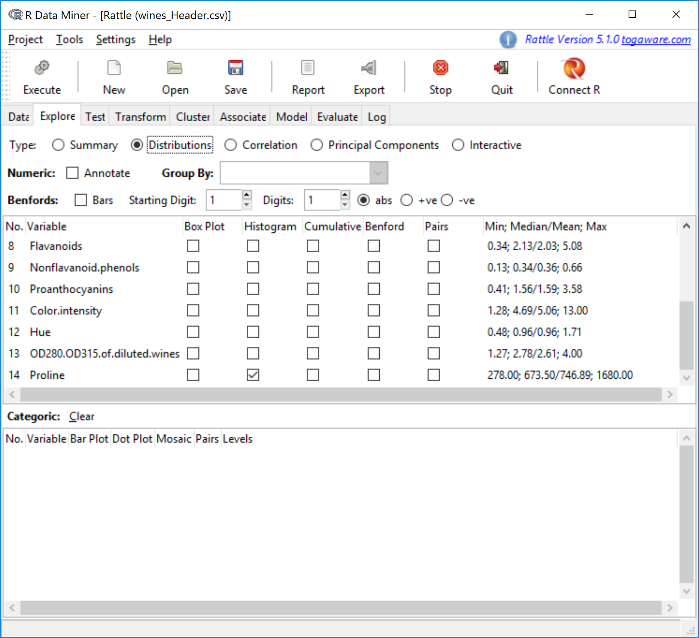 R Data Miner - [Rattle (wines_Header.csv)]
Project Tools Settings Help Rattle Version 5.1.0 togaware.com
Execute New Open Save Report Export Stop Quit Connect R
Data Explore Test Transform Cluster Associate Model Evaluate Log
Type: Summary Distributions Correlation Principal Components Interactive
Numeric: Annotate Group By:
Benfords: Bars Starting Digit: 1 Digits: 1 abs +ve -ve
No. Variable Box Plot Histogram Cumulative Benford Pairs Min; Median/Mean; Max
8 Flavanoids 0.34; 2.13/2.03; 5.08
9 Nonflavanoid.phenols 0.13; 0.34/0.36; 0.66
10 Proanthocyanins 0.41; 1.56/1.59; 3.58
11 Color.intensity 1.28; 4.69/5.06; 13.00
12 Hue 0.48; 0.96/0.96; 1.71
13 OD280.OD315.of.diluted.wines 1.27; 2.78/2.61; 4.00
14 Proline 278.00; 673.50/746.89; 1680.00
Categoric: Clear
No. Variable Bar Plot Dot Plot Mosaic Pairs Levels